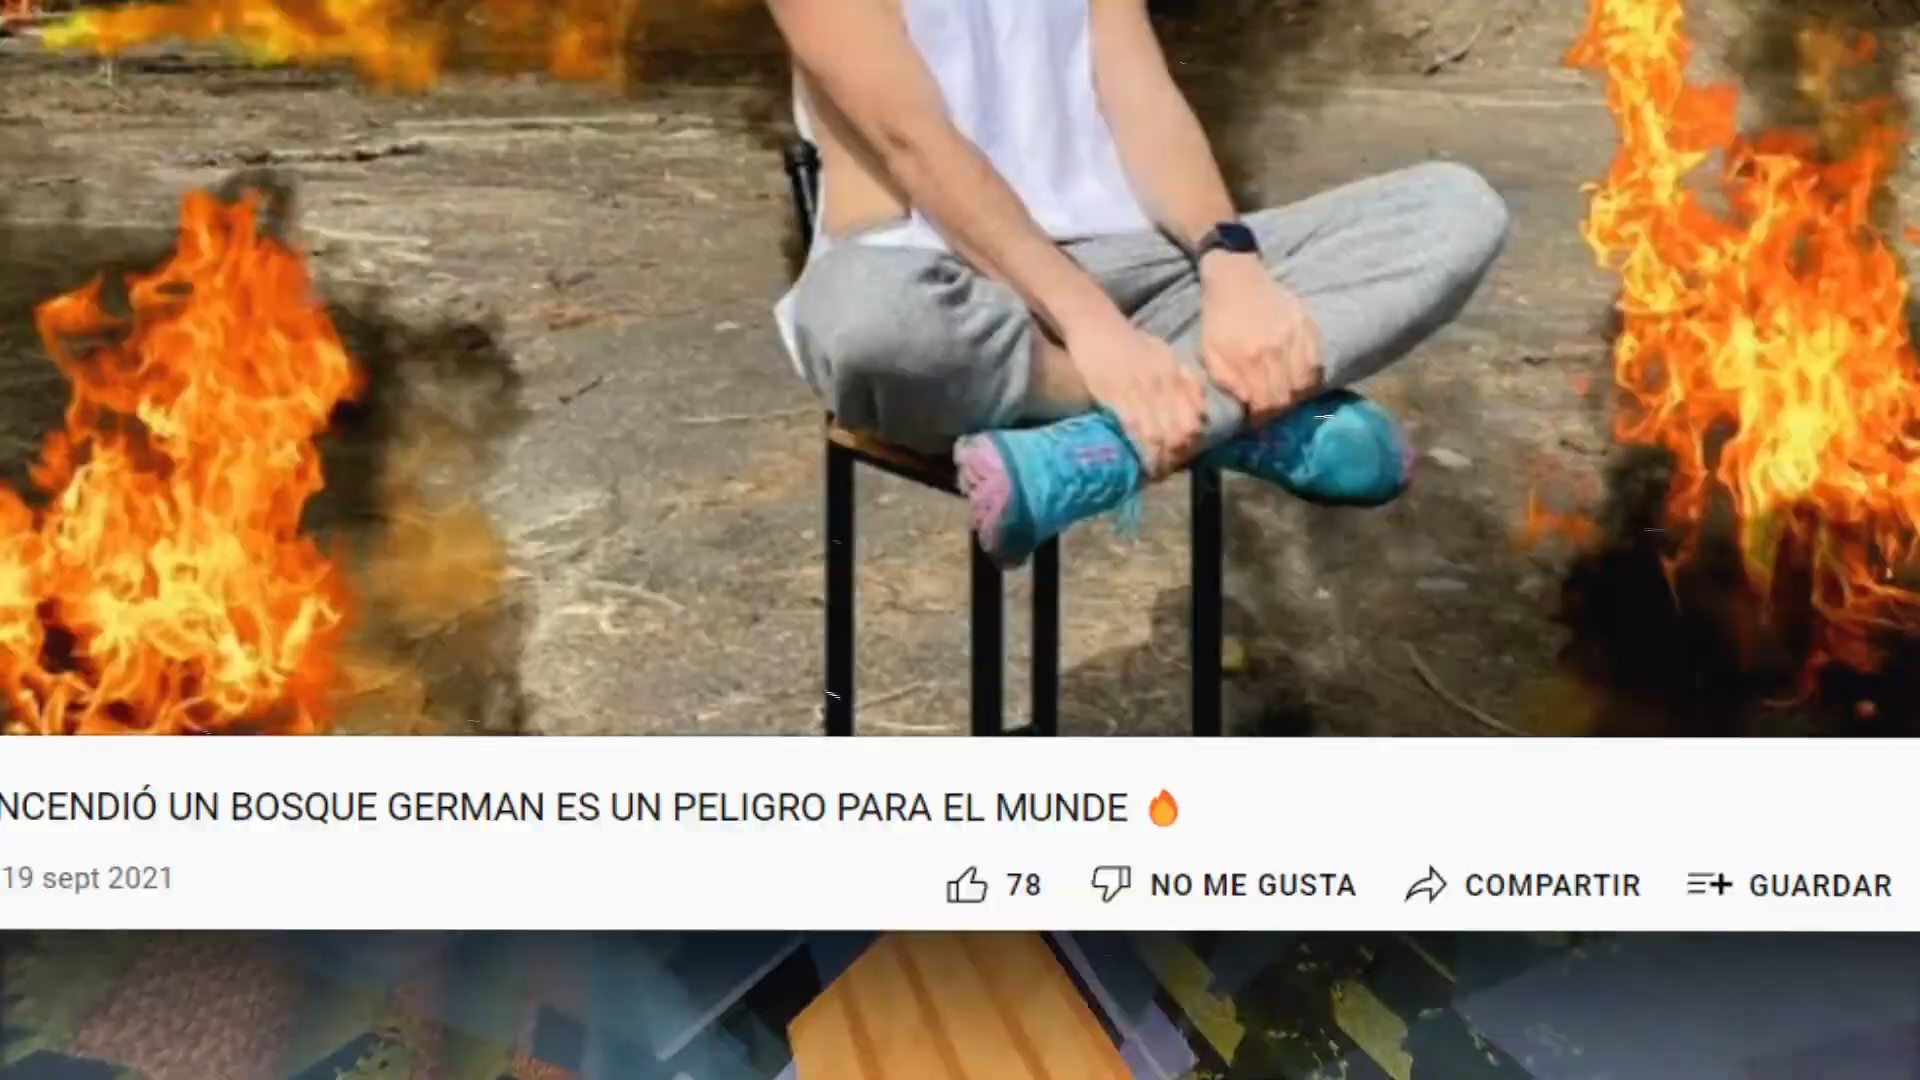 NCENDIÓ UN BOSQUE GERMAN ES UN PELIGRO PARA EL MUNDE 🔥
19 sept 2021 78 NO ME GUSTA COMPARTIR GUARDAR